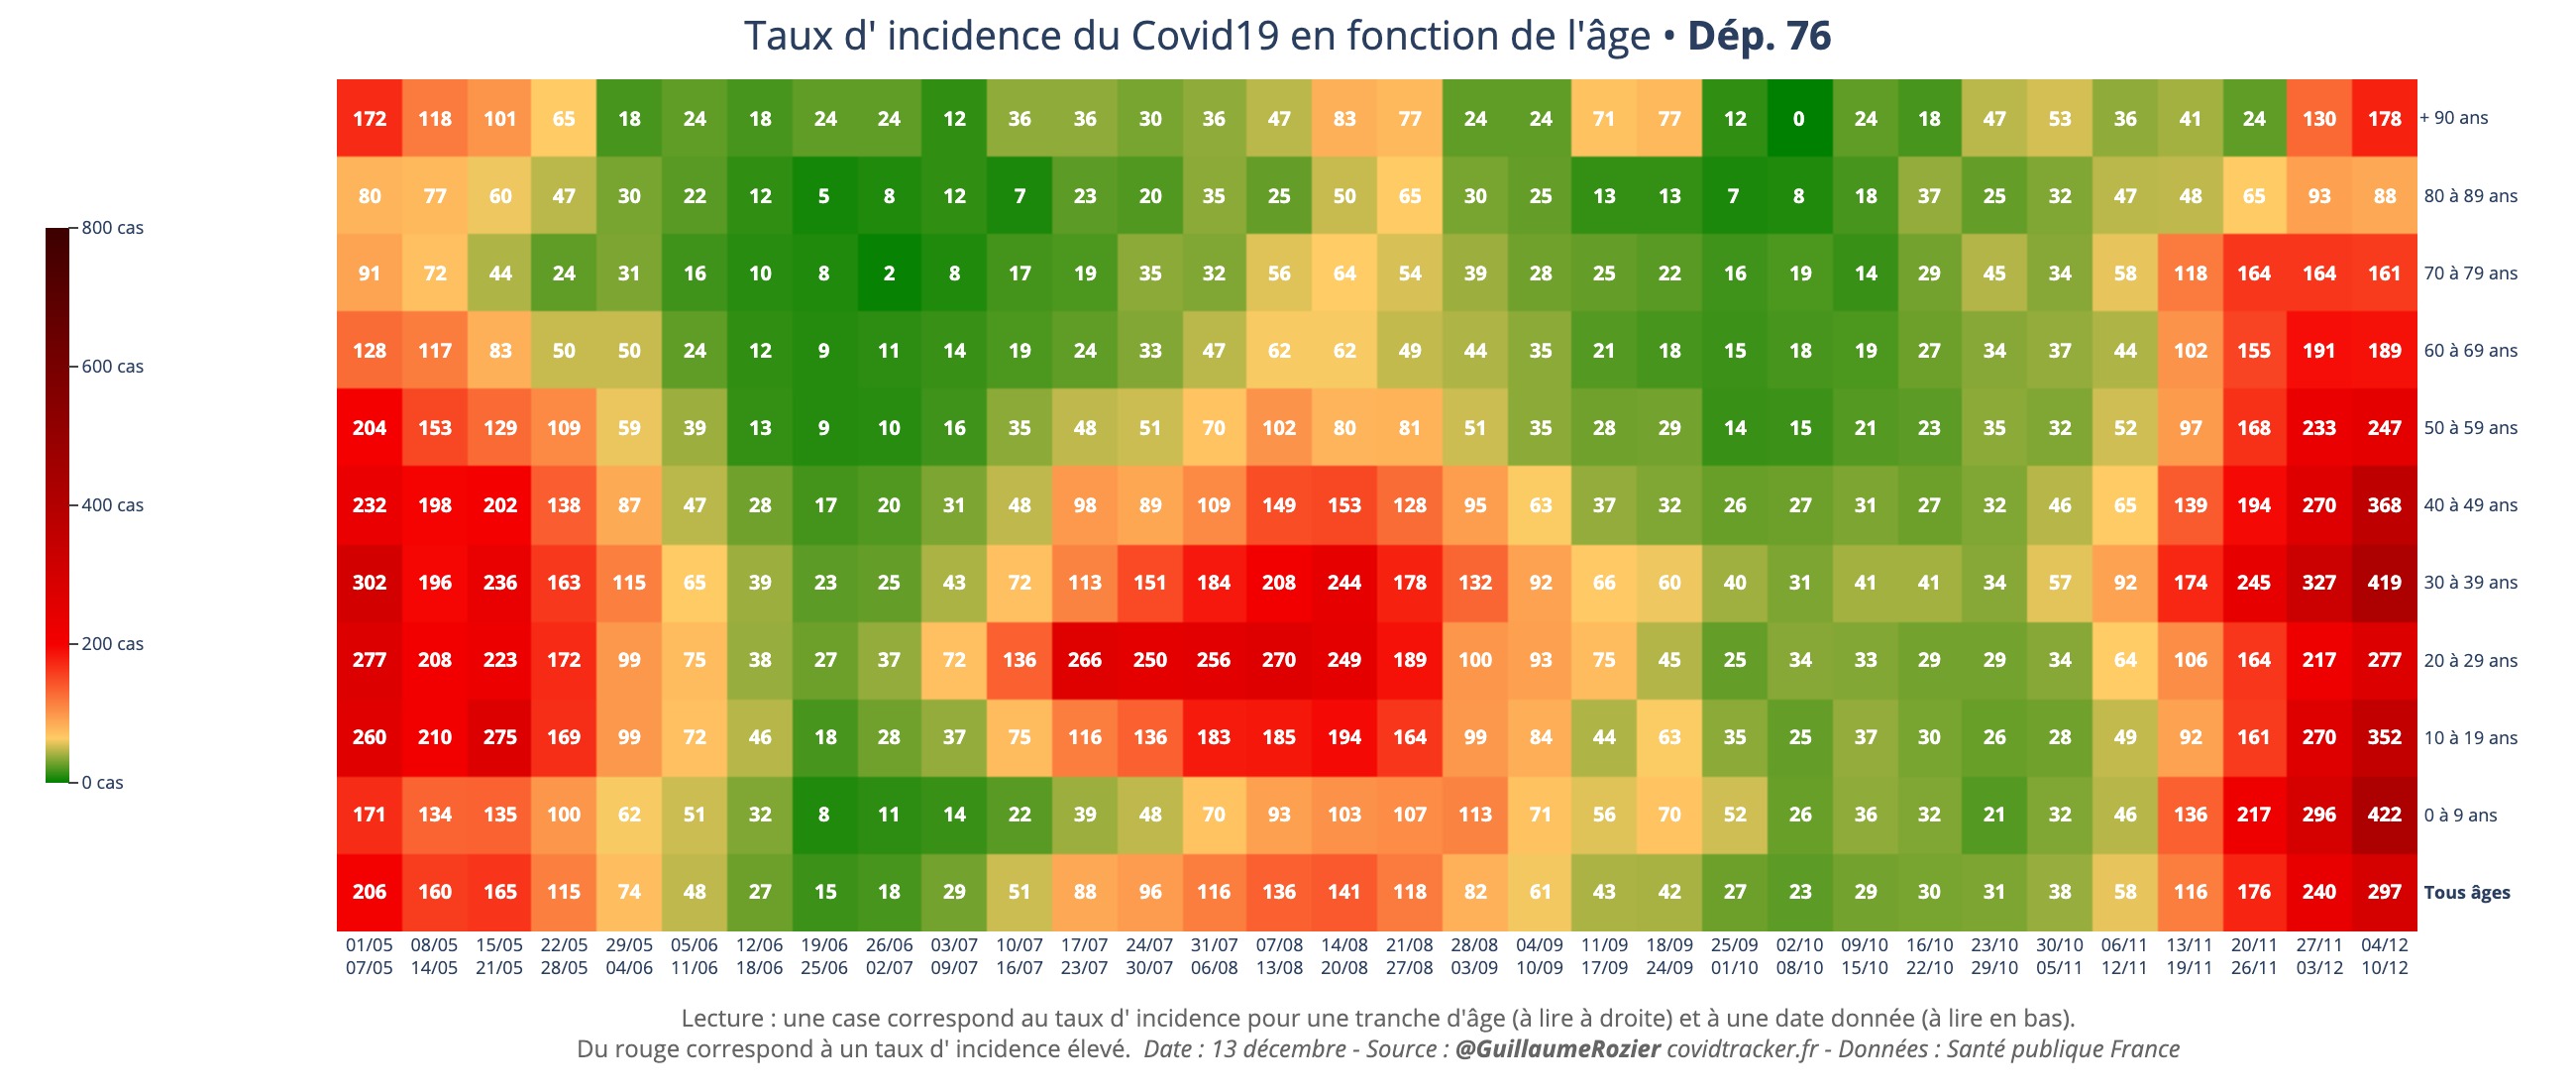 Taux d' incidence du Covid19 en fonction de l'âge • Dép. 76
800 cas
600 cas
400 cas
200 cas
0 cas
172 118 101 65 18 24 18 24 24 12 36 36 30 36 47 83 77 24 24 71 77 12 0 24 18 47 53 36 41 24 130 178 + 90 ans
80 77 60 47 30 22 12 5 8 12 7 23 20 35 25 50 65 30 25 13 13 7 8 18 37 25 32 47 48 65 93 88 80 à 89 ans
91 72 44 24 31 16 10 8 2 8 17 19 35 32 56 64 54 39 28 25 22 16 19 14 29 45 34 58 118 164 164 161 70 à 79 ans
128 117 83 50 50 24 12 9 11 14 19 24 33 47 62 62 49 44 35 21 18 15 18 19 27 34 37 44 102 155 191 189 60 à 69 ans
204 153 129 109 59 39 13 9 10 16 35 48 51 70 102 80 81 51 35 28 29 14 15 21 23 35 32 52 97 168 233 247 50 à 59 ans
232 198 202 138 87 47 28 17 20 31 48 98 89 109 149 153 128 95 63 37 32 26 27 31 27 32 46 65 139 194 270 368 40 à 49 ans
302 196 236 163 115 65 39 23 25 43 72 113 151 184 208 244 178 132 92 66 60 40 31 41 41 34 57 92 174 245 327 419 30 à 39 ans
277 208 223 172 99 75 38 27 37 72 136 266 250 256 270 249 189 100 93 75 45 25 34 33 29 29 34 64 106 164 217 277 20 à 29 ans
260 210 275 169 99 72 46 18 28 37 75 116 136 183 185 194 164 99 84 44 63 35 25 37 30 26 28 49 92 161 270 352 10 à 19 ans
171 134 135 100 62 51 32 8 11 14 22 39 48 70 93 103 107 113 71 56 70 52 26 36 32 21 32 46 136 217 296 422 0 à 9 ans
206 160 165 115 74 48 27 15 18 29 51 88 96 116 136 141 118 82 61 43 42 27 23 29 30 31 38 58 116 176 240 297 Tous âges
01/05 08/05 15/05 22/05 29/05 05/06 12/06 19/06 26/06 03/07 10/07 17/07 24/07 31/07 07/08 14/08 21/08 28/08 04/09 11/09 18/09 25/09 02/10 09/10 16/10 23/10 30/10 06/11 13/11 20/11 27/11 04/12
07/05 14/05 21/05 28/05 04/06 11/06 18/06 25/06 02/07 09/07 16/07 23/07 30/07 06/08 13/08 20/08 27/08 03/09 10/09 17/09 24/09 01/10 08/10 15/10 22/10 29/10 05/11 12/11 19/11 26/11 03/12 10/12
Lecture : une case correspond au taux d' incidence pour une tranche d'âge (à lire à droite) et à une date donnée (à lire en bas).
Du rouge correspond à un taux d' incidence élevé. Date : 13 décembre - Source : @GuillaumeRozier covidtracker.fr - Données : Santé publique France